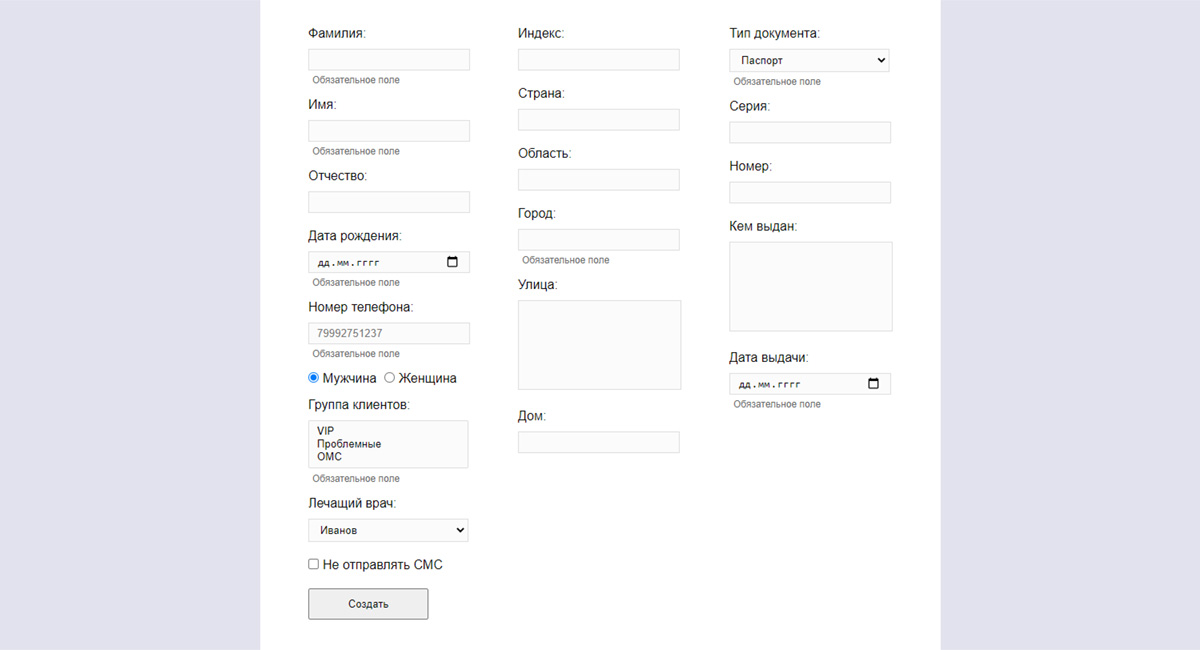 Фамилия:
Обязательное поле
Имя:
Обязательное поле
Отчество:
Дата рождения:
дд.мм.гггг
Обязательное поле
Номер телефона:
79992751237
Обязательное поле
Мужчина Женщина
Группа клиентов:
VIP
Проблемные
ОМС
Обязательное поле
Лечащий врач:
Иванов
Не отправлять СМС
Создать
Индекс:
Страна:
Область:
Город:
Обязательное поле
Улица:
Дом:
Тип документа:
Паспорт
Обязательное поле
Серия:
Номер:
Кем выдан:
Дата выдачи:
дд.мм.гггг
Обязательное поле